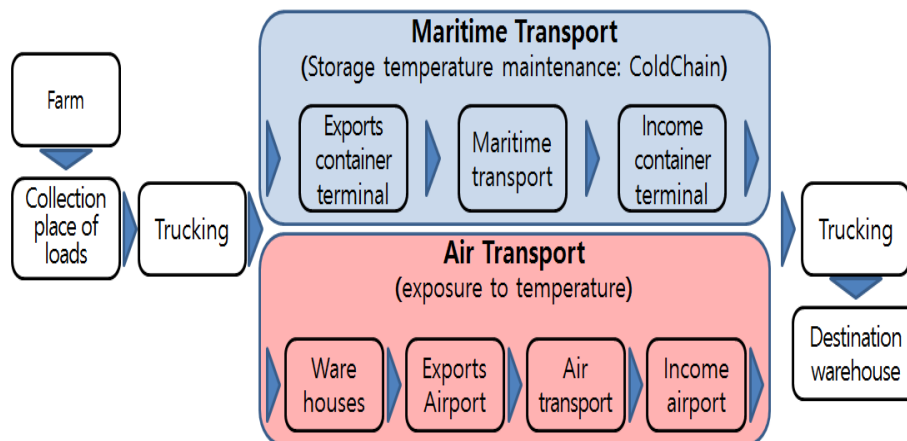 Farm
Collection
place of
loads
Trucking
Maritime Transport
(Storage temperature maintenance: ColdChain)
Exports
container
terminal
Maritime
transport
Income
container
terminal
Air Transport
(exposure to temperature)
Ware
houses
Exports
Airport
Air
transport
Income
airport
Trucking
Destination
warehouse